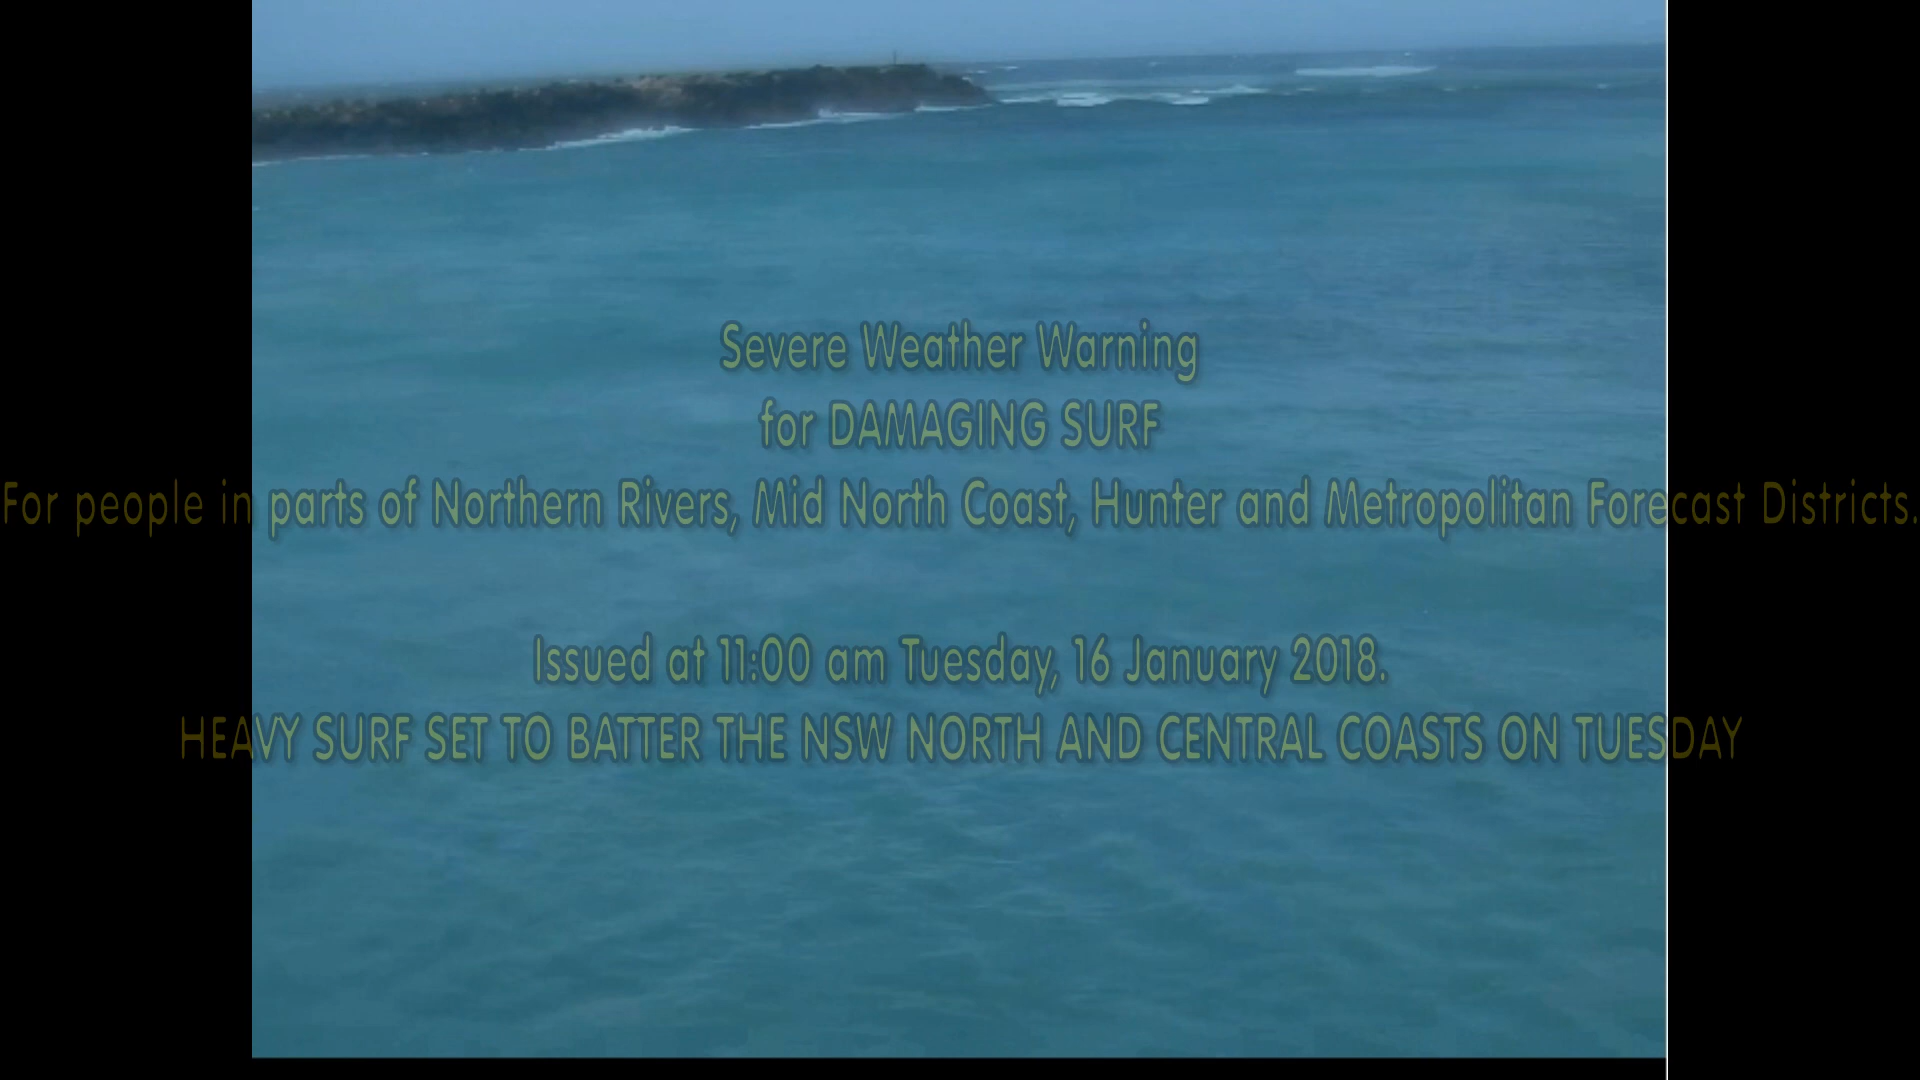 Severe Weather Warning
for DAMAGING SURF
For people in parts of Northern Rivers, Mid North Coast, Hunter and Metropolitan Forecast Districts.
Issued at 11:00 am Tuesday, 16 January 2018.
HEAVY SURF SET TO BATTER THE NSW NORTH AND CENTRAL COASTS ON TUESDAY